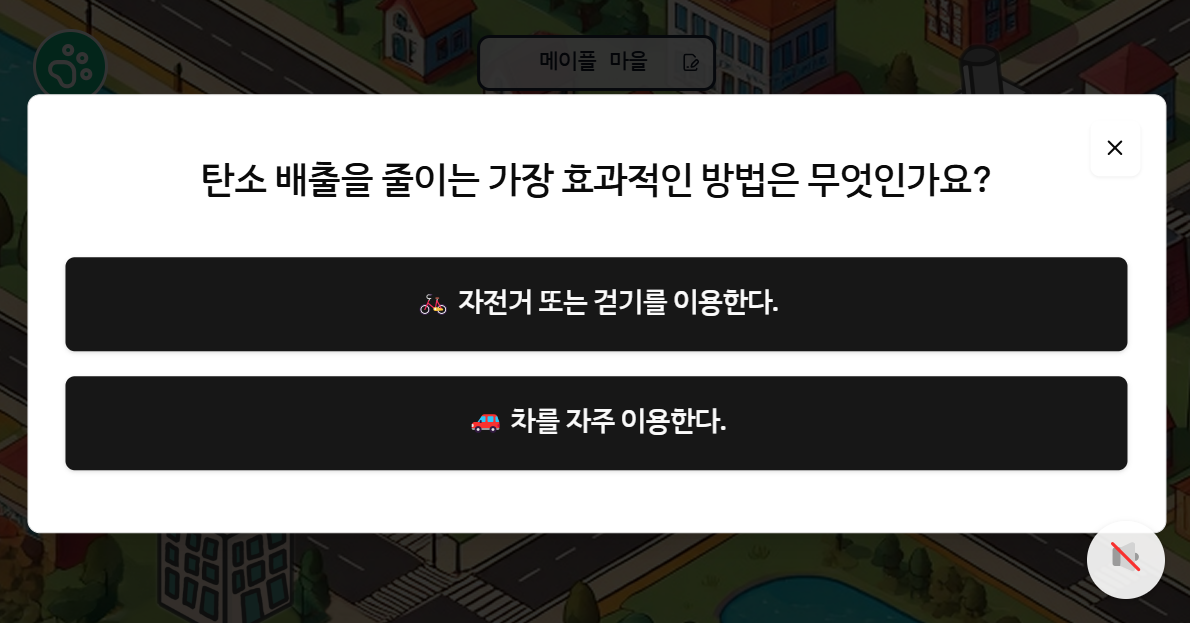 메이플 마을
탄소 배출을 줄이는 가장 효과적인 방법은 무엇인가요?
🚲 자전거 또는 걷기를 이용한다.
🚗 차를 자주 이용한다.